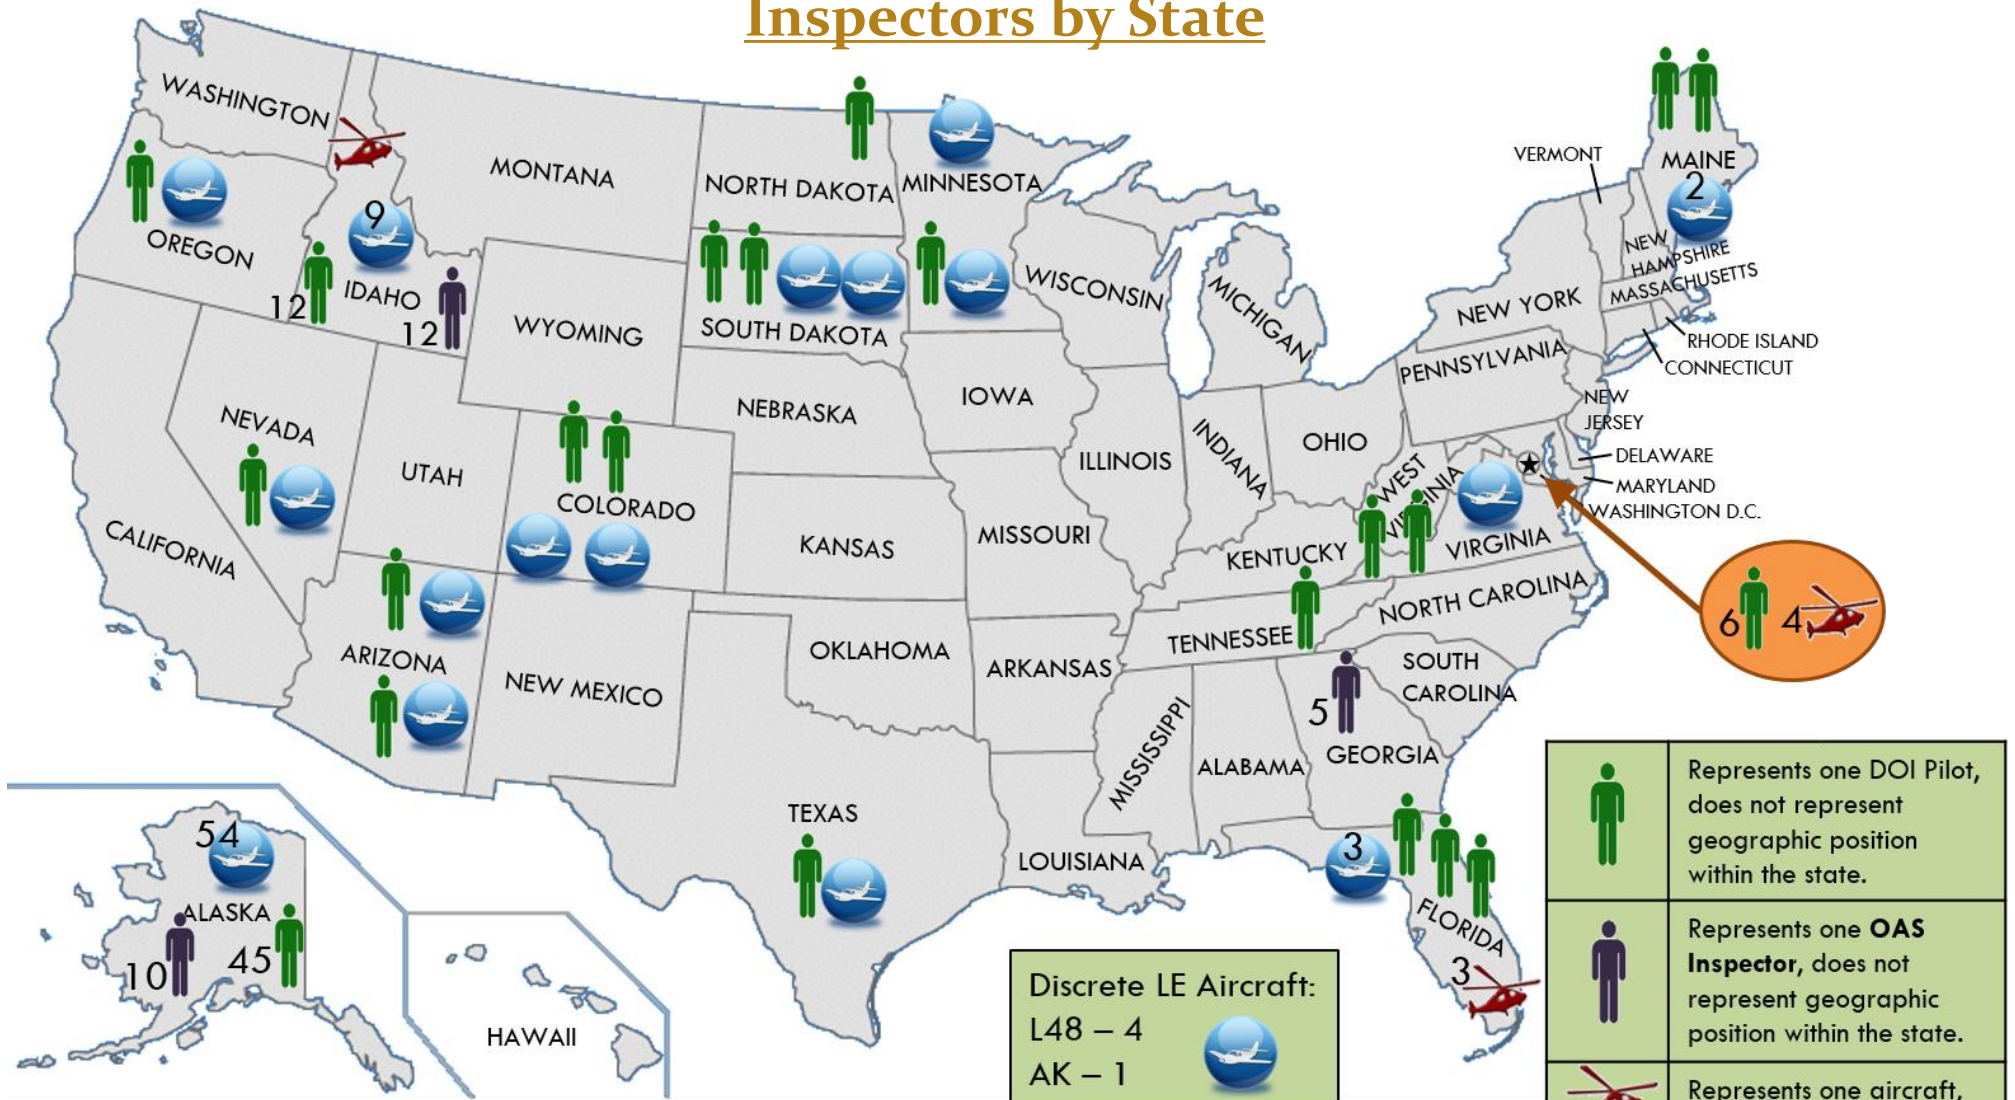 Inspectors by State
WASHINGTON
MONTANA
NORTH DAKOTA
MINNESOTA
VERMONT
MAINE
2
OREGON
9
IDAHO
12
12
WYOMING
SOUTH DAKOTA
WISCONSIN
MICHIGAN
NEW YORK
NEW
HAMPSHIRE
MASSACHUSETTS
RHODE ISLAND
CONNECTICUT
PENNSYLVANIA
NEW
JERSEY
DELAWARE
MARYLAND
WASHINGTON D.C.
NEVADA
UTAH
COLORADO
NEBRASKA
IOWA
ILLINOIS
INDIANA
OHIO
WEST
VIRGINIA
VIRGINIA
CALIFORNIA
KANSAS
MISSOURI
KENTUCKY
NORTH CAROLINA
TENNESSEE
6
4
ARIZONA
NEW MEXICO
OKLAHOMA
ARKANSAS
SOUTH
CAROLINA
5
GEORGIA
MISSISSIPPI
ALABAMA
TEXAS
LOUISIANA
3
FLORIDA
3
54
ALASKA
10
45
HAWAII
Discrete LE Aircraft:
L48 – 4
AK – 1
Represents one DOI Pilot,
does not represent
geographic position
within the state.
Represents one OAS
Inspector, does not
represent geographic
position within the state.
Represents one aircraft,